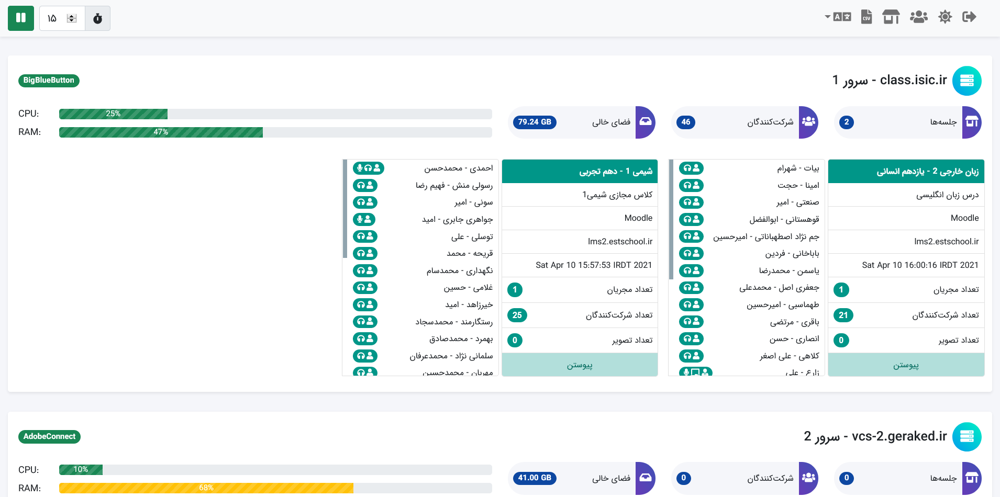 ۱۵
CSV
class.isic.ir - سرور 1
BigBlueButton
جلسه‌ها
2
شرکت‌کنندگان
46
فضای خالی
79.24 GB
CPU:
25%
RAM:
47%
زبان خارجی 2 - یازدهم انسانی
درس زبان انگلیسی
Moodle
lms2.estschool.ir
Sat Apr 10 16:00:16 IRDT 2021
تعداد مجریان
1
تعداد شرکت‌کنندگان
21
تعداد تصویر
0
پیوستن
بیات - شهرام
امینا - حجت
صنعتی - امیر
قوهستانی - ابوالفضل
جم نژاد اصطهباناتی - امیرحسین
باباخانی - فردین
یاسمن - محمدرضا
جعفری اصل - محمدعلی
طهماسبی - امیرحسین
باقری - مرتضی
انصاری - حسن
کلاهی - علی اصغر
زارع - علی
شیمی 1 - دهم تجربی
کلاس مجازی شیمی1
Moodle
lms2.estschool.ir
Sat Apr 10 15:57:53 IRDT 2021
تعداد مجریان
1
تعداد شرکت‌کنندگان
25
تعداد تصویر
0
پیوستن
احمدی - محمدحسن
رسولی منش - فهیم رضا
سونی - امیر
جواهری جابری - امید
توسلی - علی
قریحه - محمد
نگهداری - محمدسام
غلامی - حسین
خیرزاهد - امید
رستگارمند - محمدسجاد
بهمرد - محمدصادق
سلمانی نژاد - محمدعرفان
مهربان - محمدحسین
vcs-2.geraked.ir - سرور 2
AdobeConnect
جلسه‌ها
0
شرکت‌کنندگان
0
فضای خالی
41.00 GB
CPU:
10%
RAM:
68%